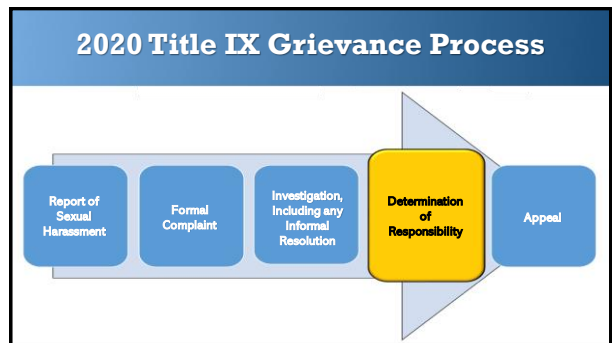 2020 Title IX Grievance Process
Report of
Sexual
Harassment
Formal
Complaint
Investigation,
Including any
Informal
Resolution
Determination
of
Responsibility
Appeal